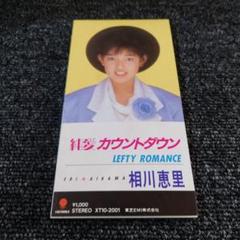 純愛カウントダウン
LEFTY ROMANCE
ERI AIKAWA
相川恵里
¥1,000
STEREO XT10-2001
東芝EMI株式会社